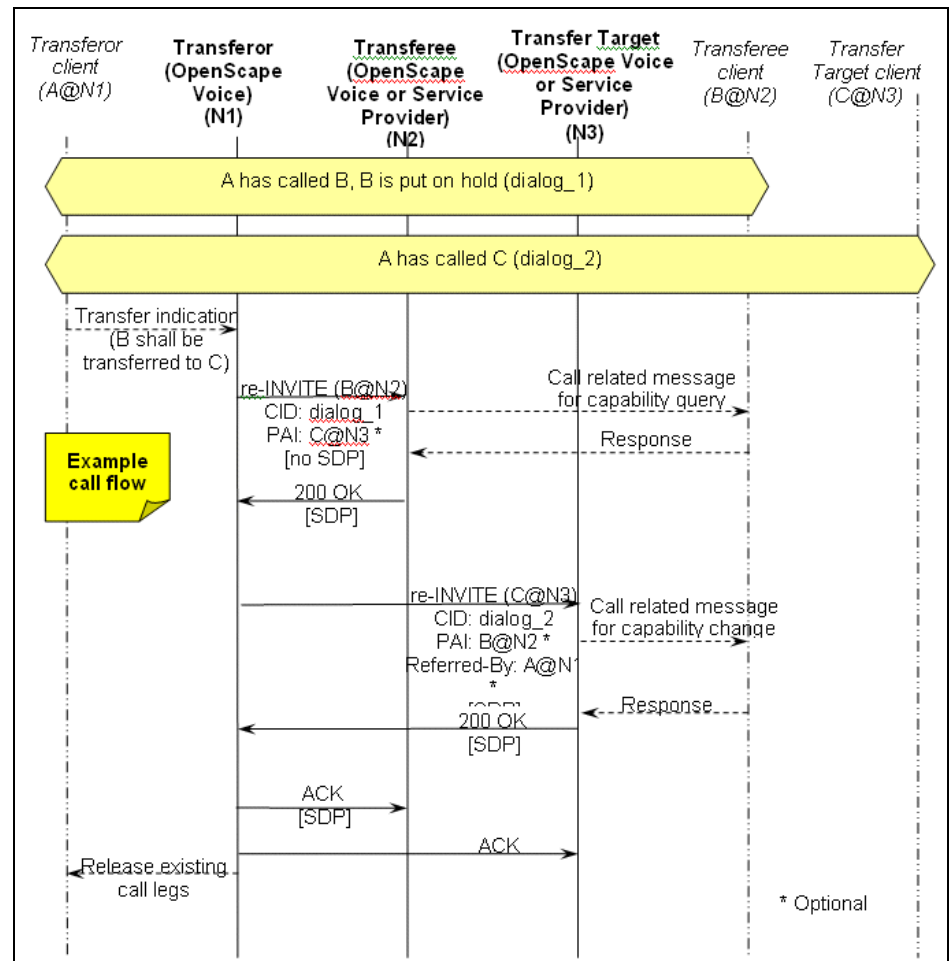 Transferor
client
(A@N1)
Transferor
(OpenScape
Voice)
(N1)
Transferee
(OpenScape
Voice or Service
Provider)
(N2)
Transfer Target
(OpenScape Voice
or Service
Provider)
(N3)
Transferee
client
(B@N2)
Transfer
Target client
(C@N3)
A has called B, B is put on hold (dialog_1)
A has called C (dialog_2)
Transfer indication
(B shall be
transferred to C)
re-INVITE (B@N2)
CID: dialog_1
PAI: C@N3 *
[no SDP]
Call related message
for capability query
Response
Example
call flow
200 OK
[SDP]
re-INVITE (C@N3)
CID: dialog_2
PAI: B@N2 *
Referred-By: A@N1
*
Call related message
for capability change
Response
200 OK
[SDP]
ACK
[SDP]
ACK
Release existing
call legs
* Optional